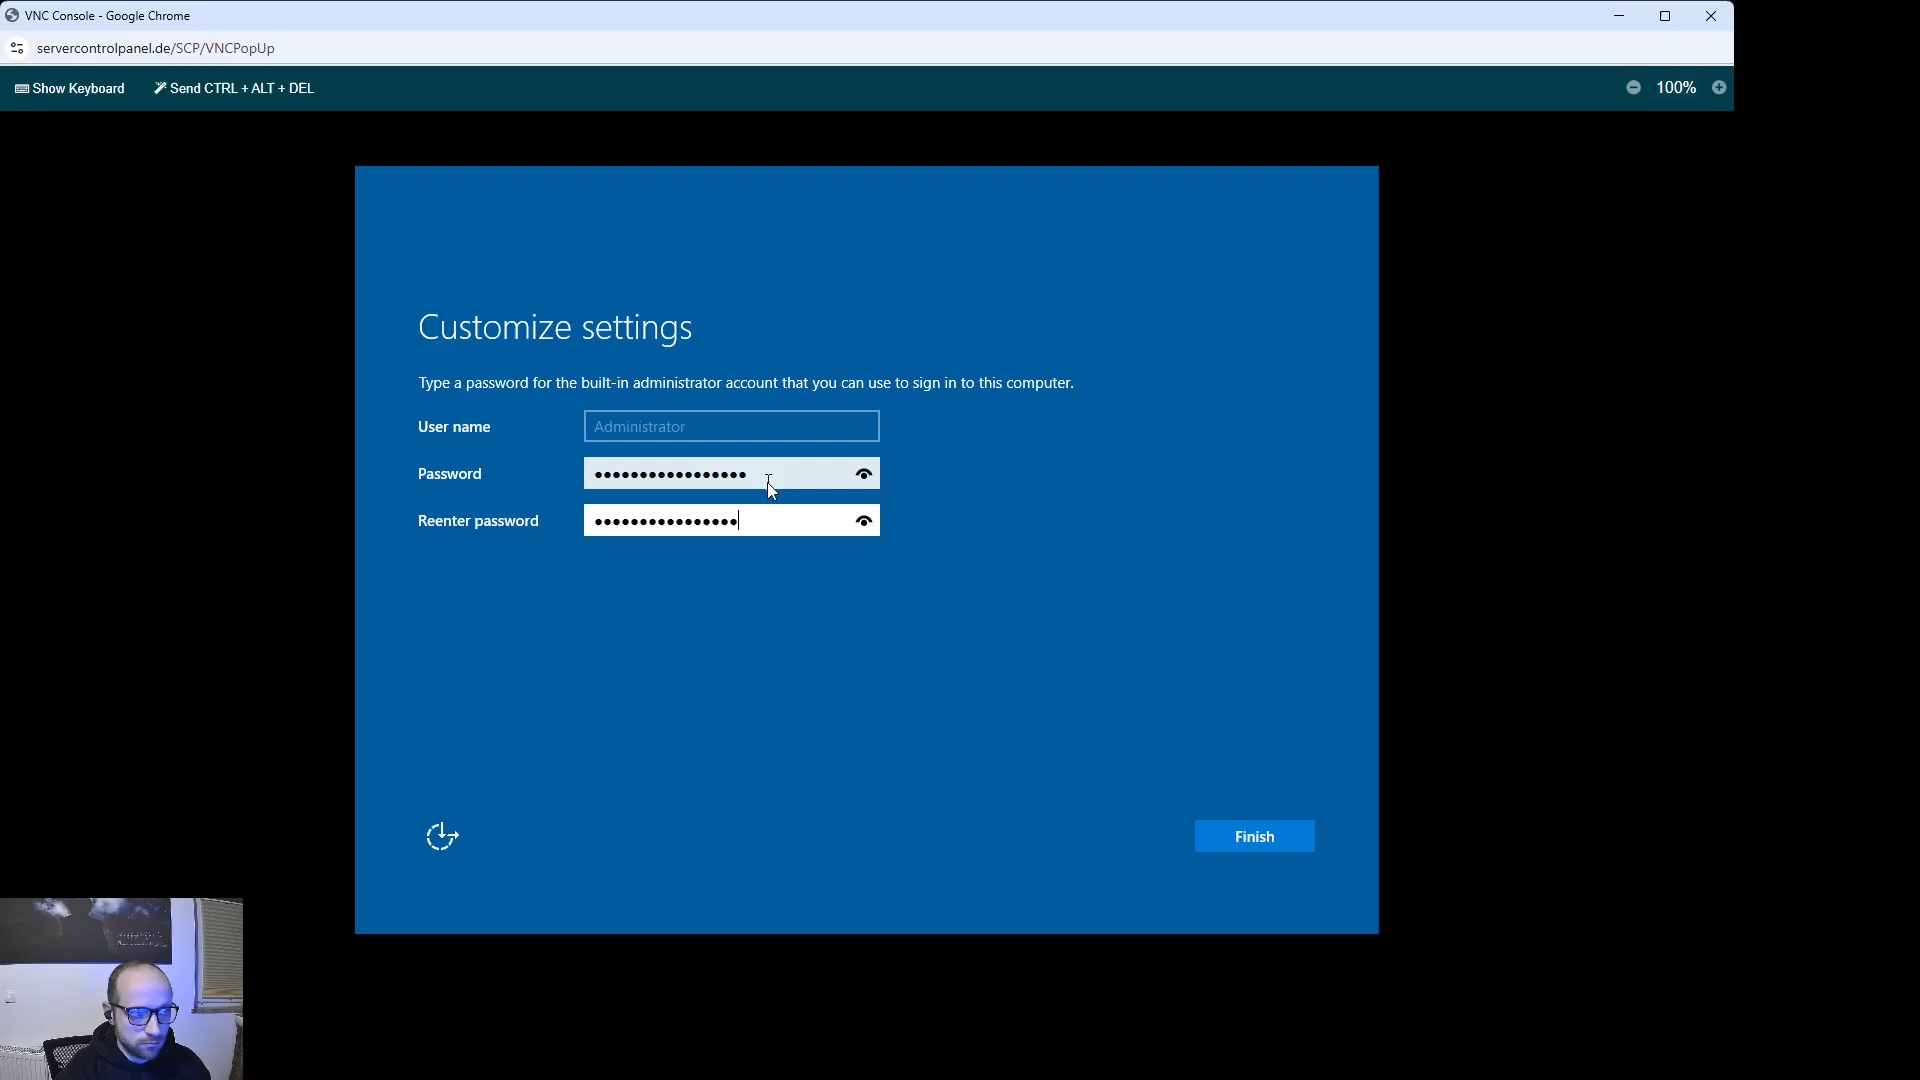 VNC Console - Google Chrome
servercontrolpanel.de/SCP/VNCPopUp
Show Keyboard
Send CTRL + ALT + DEL
100%
Customize settings
Type a password for the built-in administrator account that you can use to sign in to this computer.
User name
Administrator
Password
•••••••••••••••••
Reenter password
••••••••••••••••
Finish